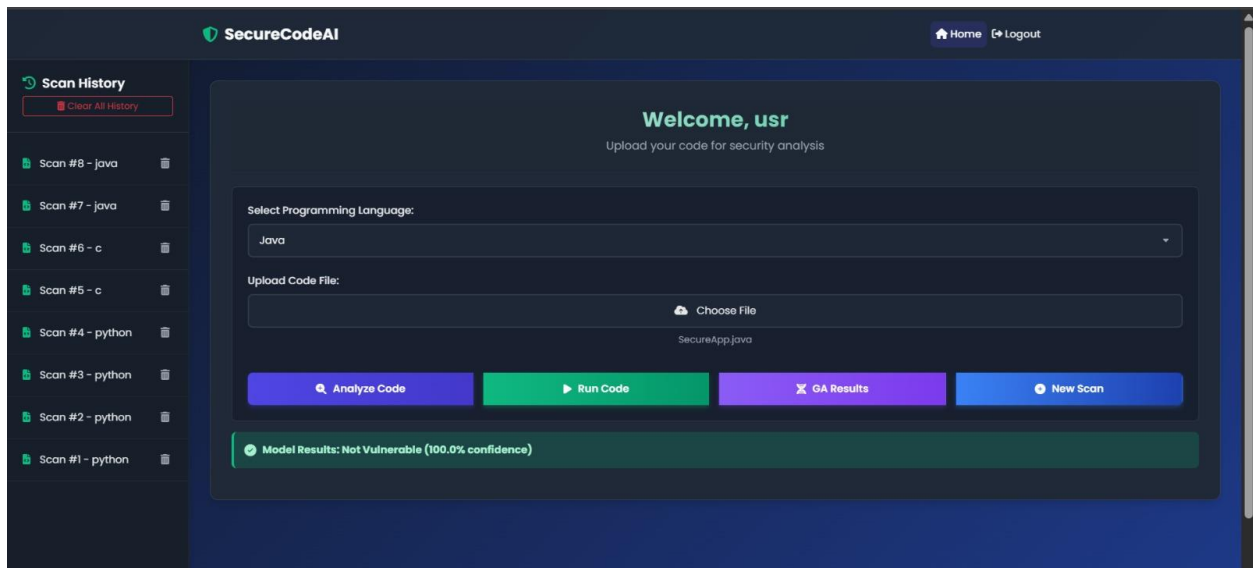 SecureCodeAI
Home
Logout
Scan History
Clear All History
Scan #8 - java
Scan #7 - java
Scan #6 - c
Scan #5 - c
Scan #4 - python
Scan #3 - python
Scan #2 - python
Scan #1 - python
Welcome, usr
Upload your code for security analysis
Select Programming Language:
Java
Upload Code File:
Choose File
SecureApp.java
Analyze Code
Run Code
GA Results
New Scan
Model Results: Not Vulnerable (100.0% confidence)